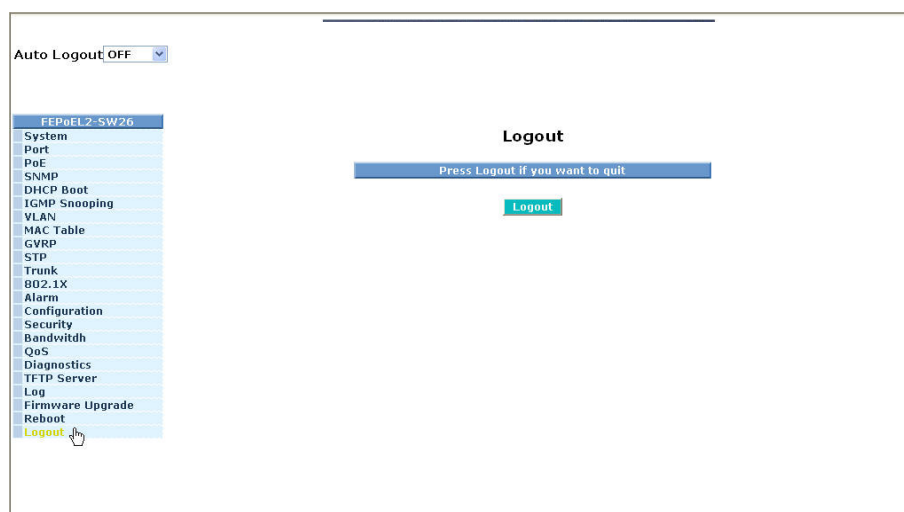 Auto Logout OFF
FEPoEL2-SW26
System
Port
PoE
SNMP
DHCP Boot
IGMP Snooping
VLAN
MAC Table
GVRP
STP
Trunk
802.1X
Alarm
Configuration
Security
Bandwitdh
QoS
Diagnostics
TFTP Server
Log
Firmware Upgrade
Reboot
Logout
Logout
Press Logout if you want to quit
Logout